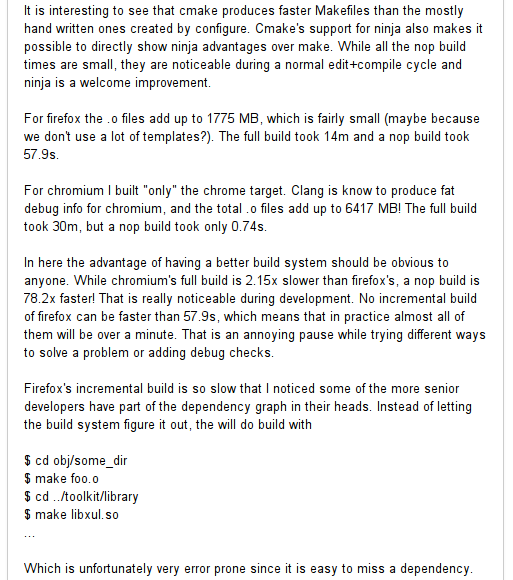 It is interesting to see that cmake produces faster Makefiles than the mostly
hand written ones created by configure. Cmake's support for ninja also makes it
possible to directly show ninja advantages over make. While all the nop build
times are small, they are noticeable during a normal edit+compile cycle and
ninja is a welcome improvement.
For firefox the .o files add up to 1775 MB, which is fairly small (maybe because
we don't use a lot of templates?). The full build took 14m and a nop build took
57.9s.
For chromium I built "only" the chrome target. Clang is know to produce fat
debug info for chromium, and the total .o files add up to 6417 MB! The full build
took 30m, but a nop build took only 0.74s.
In here the advantage of having a better build system should be obvious to
anyone. While chromium's full build is 2.15x slower than firefox's, a nop build is
78.2x faster! That is really noticeable during development. No incremental build
of firefox can be faster than 57.9s, which means that in practice almost all of
them will be over a minute. That is an annoying pause while trying different ways
to solve a problem or adding debug checks.
Firefox's incremental build is so slow that I noticed some of the more senior
developers have part of the dependency graph in their heads. Instead of letting
the build system figure it out, the will do build with
$ cd obj/some_dir
$ make foo.o
$ cd ../toolkit/library
$ make libxul.so
...
Which is unfortunately very error prone since it is easy to miss a dependency.